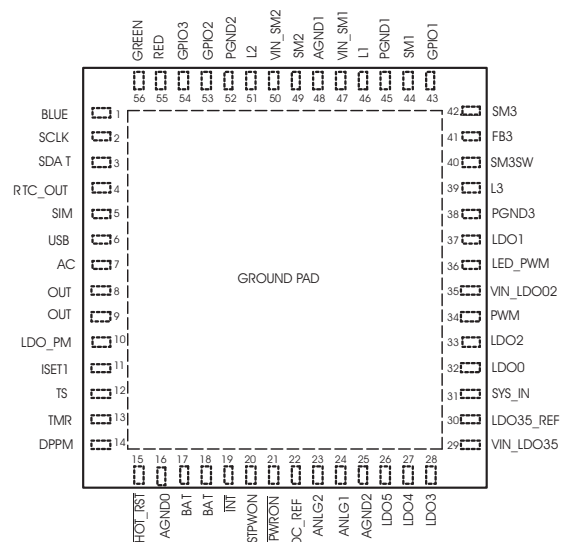 GREEN
RED
GPIO3
GPIO2
PGND2
L2
VIN_SM2
SM2
AGND1
VIN_SM1
L1
PGND1
SM1
GPIO1
56 55 54 53 52 51 50 49 48 47 46 45 44 43
BLUE 1
SCLK 2
SDAT 3
RTC_OUT 4
SIM 5
USB 6
AC 7
OUT 8
OUT 9
LDO_PM 10
ISET1 11
TS 12
TMR 13
DPPM 14
GROUND PAD
42 SM3
41 FB3
40 SM3SW
39 L3
38 PGND3
37 LDO1
36 LED_PWM
35 VIN_LDO02
34 PWM
33 LDO2
32 LDO0
31 SYS_IN
30 LDO35_REF
29 VIN_LDO35
15 16 17 18 19 20 21 22 23 24 25 26 27 28
HOT_RST
AGND0
BAT
BAT
INT
STPWON
PWRON
DC_REF
ANLG2
ANLG1
AGND2
LDO5
LDO4
LDO3